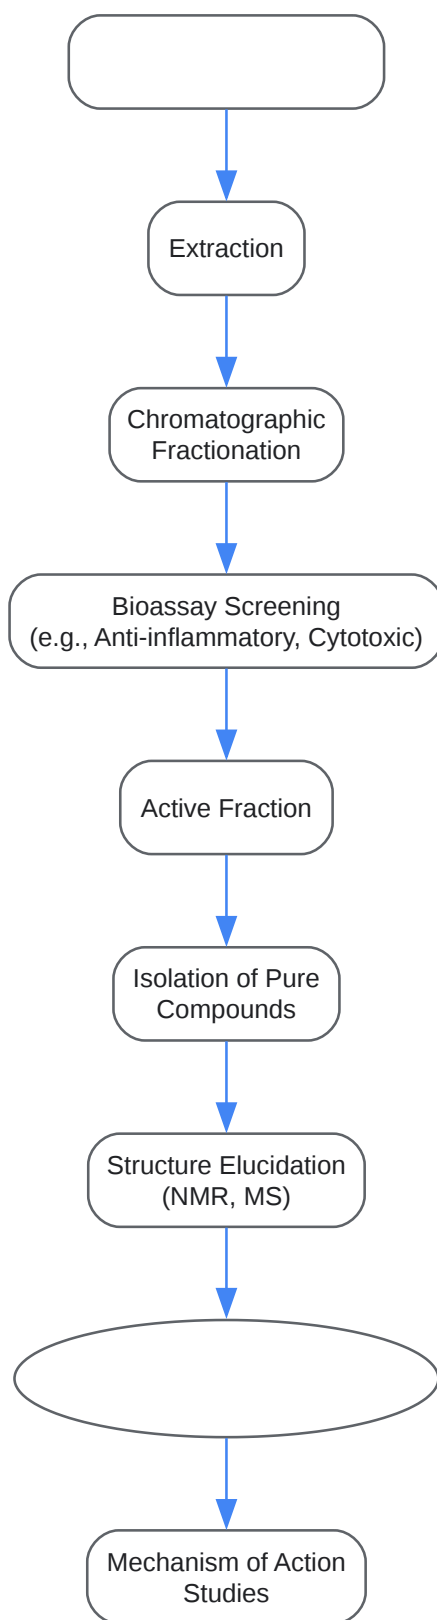 Extraction
Chromatographic
Fractionation
Bioassay Screening
(e.g., Anti-inflammatory, Cytotoxic)
Active Fraction
Isolation of Pure
Compounds
Structure Elucidation
(NMR, MS)
Mechanism of Action
Studies